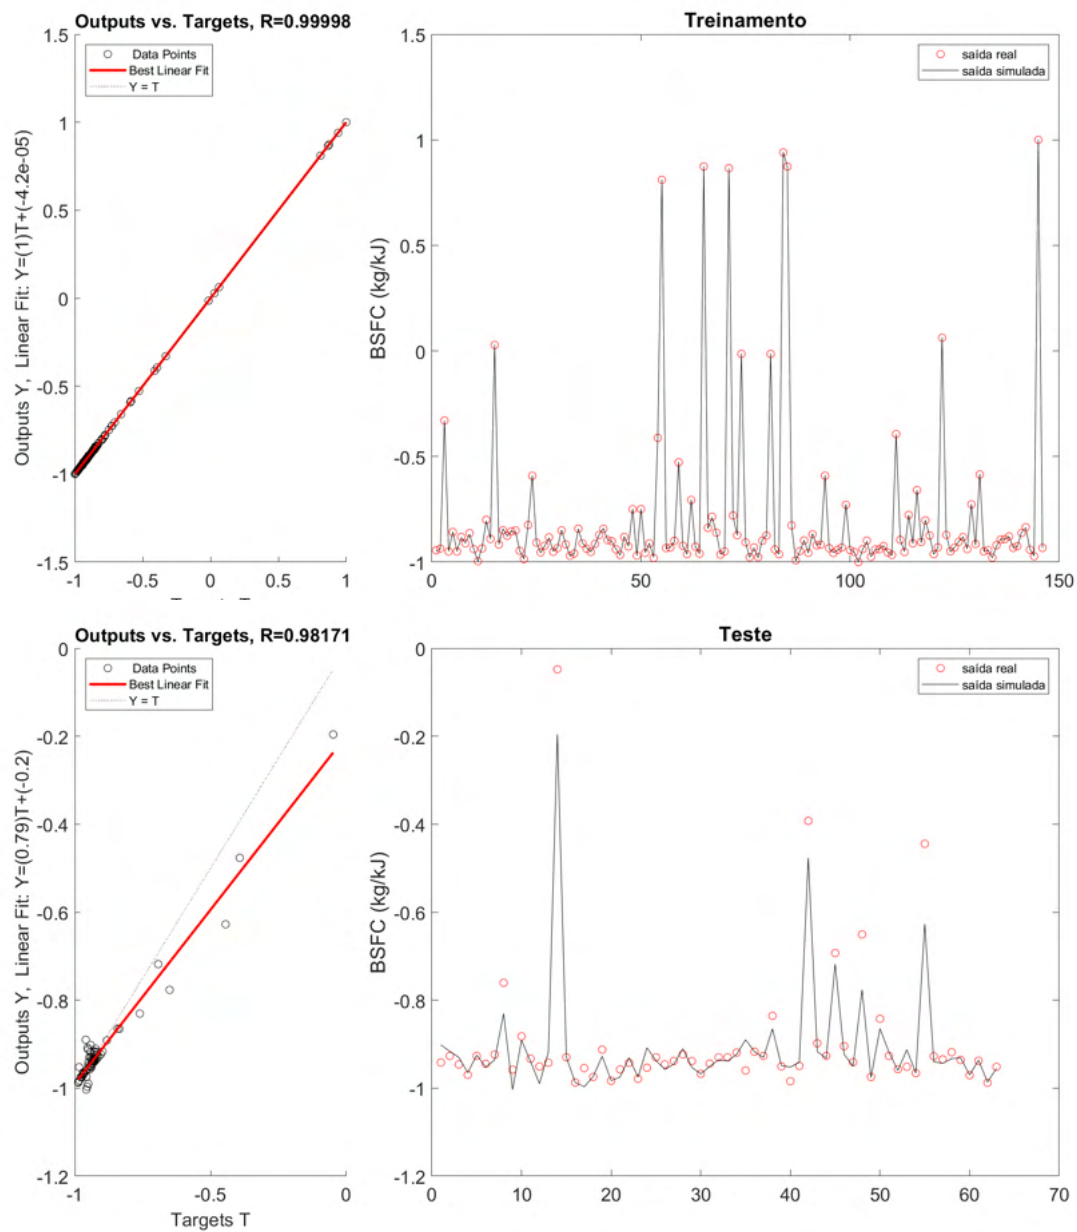 Outputs vs. Targets, R=0.99998
Data Points
Best Linear Fit
Y = T
Outputs Y, Linear Fit: Y=(1)T+(-4.2e-05)
1.5
1
0.5
0
-0.5
-1
-1.5
-1
-0.5
0
0.5
1
Treinamento
saída real
saída simulada
BSFC (kg/kJ)
1.5
1
0.5
0
-0.5
-1
0
50
100
150
Outputs vs. Targets, R=0.98171
Data Points
Best Linear Fit
Y = T
Outputs Y, Linear Fit: Y=(0.79)T+(-0.2)
0
-0.2
-0.4
-0.6
-0.8
-1
-1.2
-1
-0.5
0
Targets T
Teste
saída real
saída simulada
BSFC (kg/kJ)
0
-0.2
-0.4
-0.6
-0.8
-1
-1.2
0
10
20
30
40
50
60
70